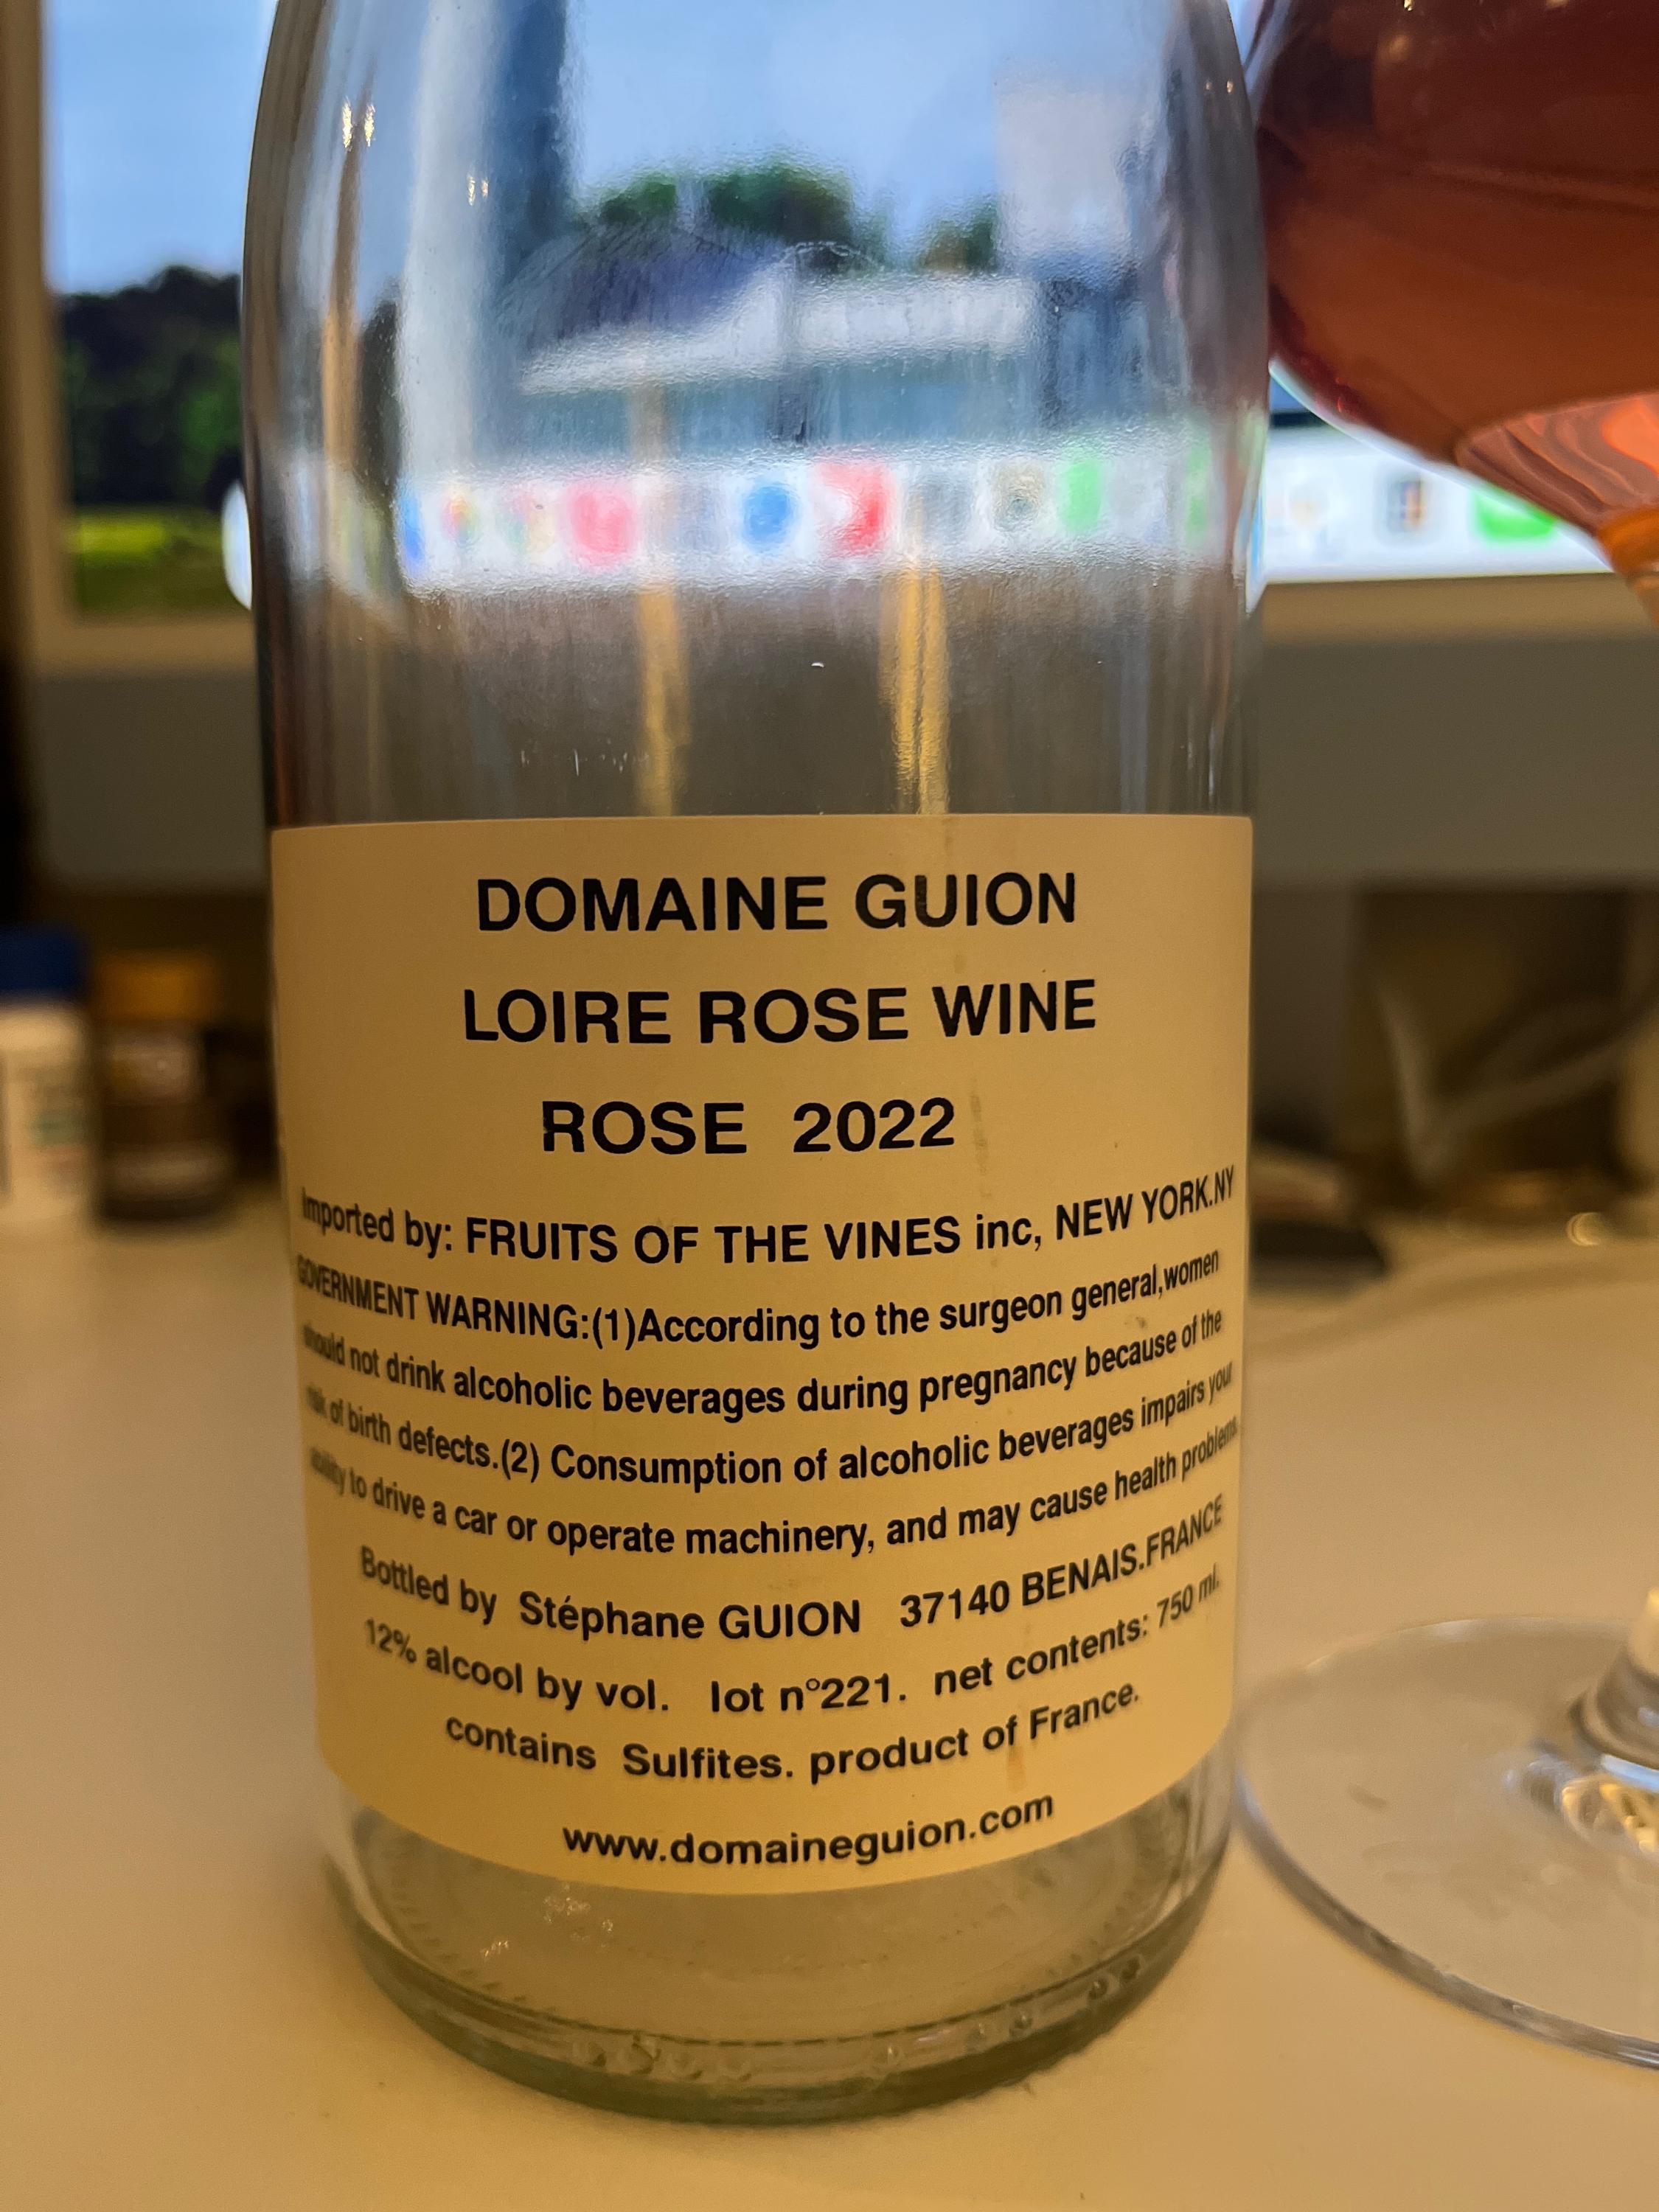 DOMAINE GUION
LOIRE ROSE WINE
ROSE 2022
Imported by: FRUITS OF THE VINES inc, NEW YORK.NY
GOVERNMENT WARNING:(1)According to the surgeon general,women
should not drink alcoholic beverages during pregnancy because of the
risk of birth defects.(2) Consumption of alcoholic beverages impairs your
ability to drive a car or operate machinery, and may cause health problems
Bottled by Stéphane GUION 37140 BENAIS.FRANCE
12% alcool by vol. lot n°221. net contents: 750 ml.
contains Sulfites. product of France.
www.domaineguion.com